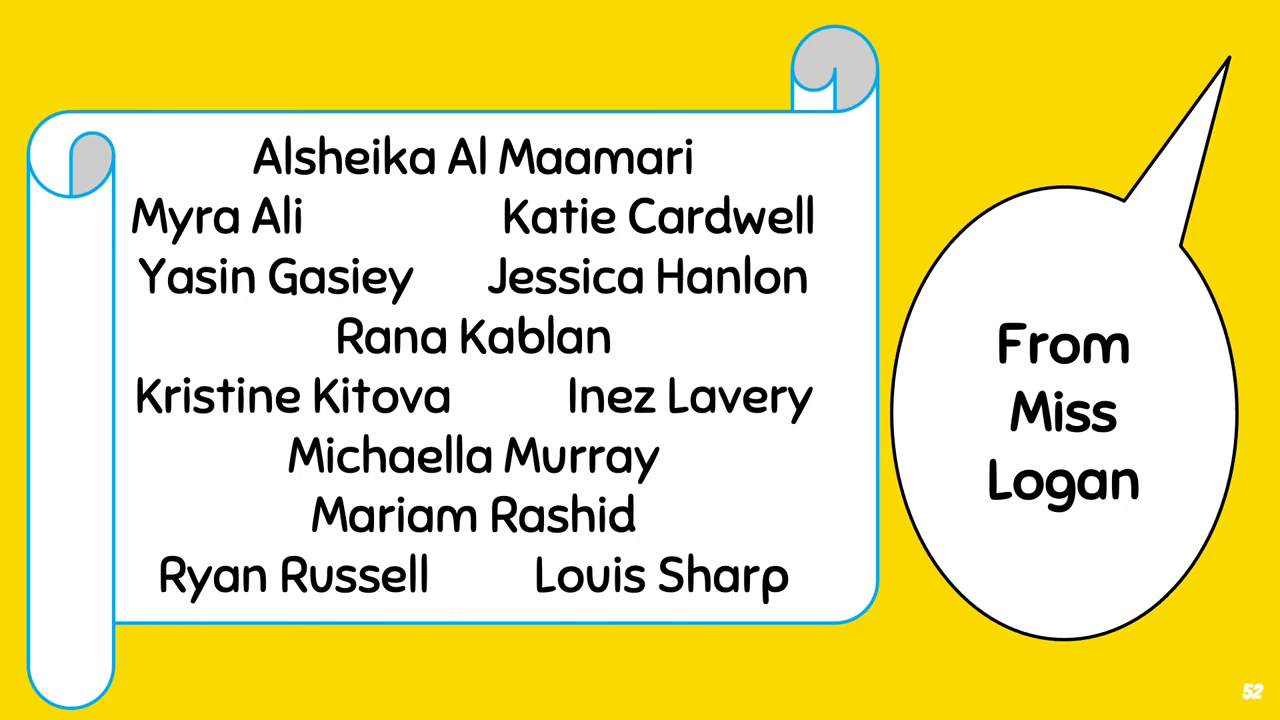 Alsheika Al Maamari
Myra Ali Katie Cardwell
Yasin Gasiey Jessica Hanlon
Rana Kablan
Kristine Kitova Inez Lavery
Michaella Murray
Mariam Rashid
Ryan Russell Louis Sharp
From
Miss
Logan
52